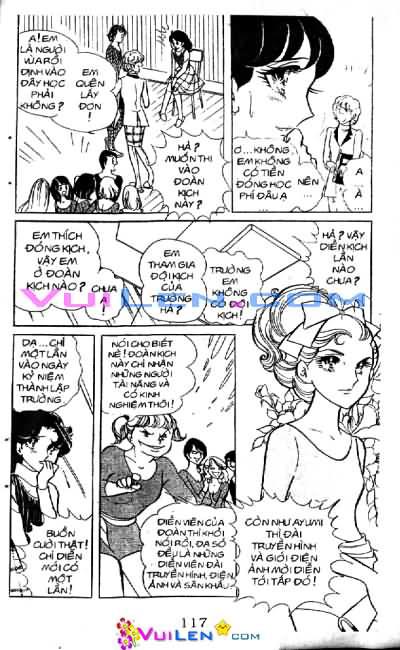 A! EM
LÀ NGƯỜI
VỪA RỒI
ĐỊNH VÀO
ĐÂY HỌC
PHẢI
KHÔNG?
EM
QUÊN
LẤY
ĐƠN
!
HẢ?
MUỐN THI
VÀO
ĐOÀN
KỊCH
NÀY?
Ơ...KHÔNG
EM KHÔNG
CÓ TIỀN
ĐÓNG HỌC
PHÍ ĐÂU Ạ
NÊN
...
A
À
...
EM THÍCH
ĐÓNG KỊCH,
VẬY EM
Ở ĐOÀN
KỊCH NÀO?
CHƯA
!
EM
THAM GIA
ĐỘI KỊCH
CỦA
TRƯỜNG
HẢ?
TRƯỜNG
EM
KHÔNG
CÓ ĐỘI
KỊCH!
HẢ? VẬY
DIỄN KỊCH
LẦN
NÀO
CHƯA?
VUILEN.COM
DẠ...CHỈ
MỘT LẦN
VÀO NGÀY
KỶ NIỆM
THÀNH LẬP
TRƯỜNG
BUỒN
CƯỜI THẬT!
CHỈ DIỄN
MỚI CÓ
MỘT
LẦN!
NÓI CHO BIẾT
NÈ! ĐOÀN KỊCH
NÀY CHỈ NHẬN
NHỮNG NGƯỜI
TÀI NĂNG VÀ
CÓ KINH
NGHIỆM THÔI!
DIỄN VIÊN CỦA
ĐOÀN THÌ KHỎI
NÓI RỒI, ĐA SỐ
ĐỀU LÀ NHỮNG
DIỄN VIÊN ĐÀI
TRUYỀN HÌNH, ĐIỆN
ẢNH VÀ SÂN KHẤU
CÒN NHƯ AYUMI
THÌ ĐÀI
TRUYỀN HÌNH
VÀ GIỚI ĐIỆN
ẢNH MỜI DIỄN
TỚI TẤP ĐÓ!
117
VUILEN.COM